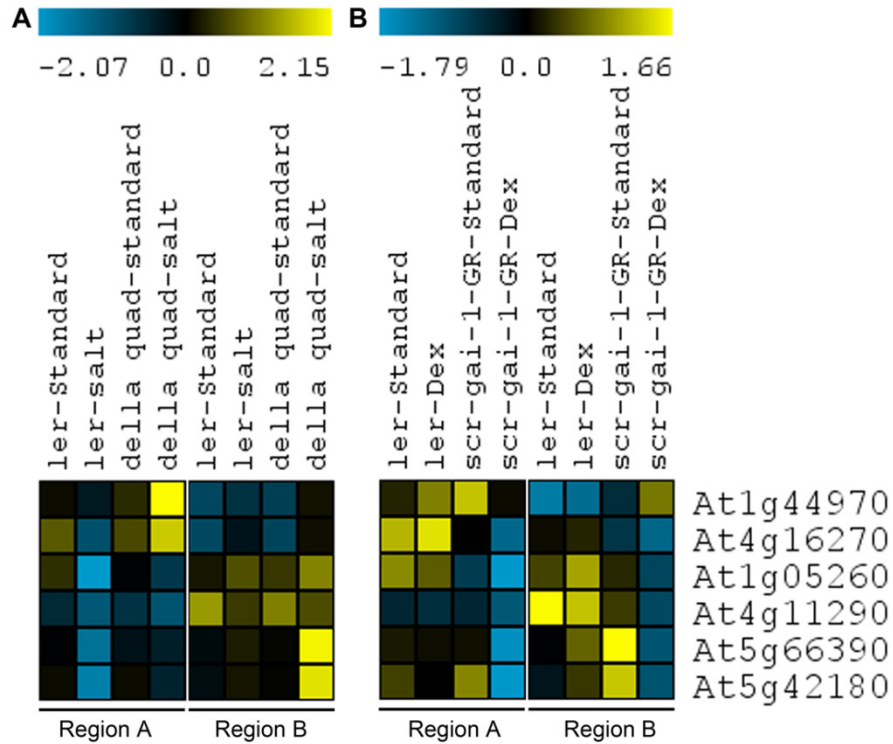 A
B
-2.07 0.0 2.15
-1.79 0.0 1.66
ler-Standard
ler-salt
della quad-standard
della quad-salt
ler-Standard
ler-salt
della quad-standard
della quad-salt
ler-Standard
ler-Dex
scr-gai-1-GR-Standard
scr-gai-1-GR-Dex
ler-Standard
ler-Dex
scr-gai-1-GR-Standard
scr-gai-1-GR-Dex
At1g44970
At4g16270
At1g05260
At4g11290
At5g66390
At5g42180
Region A
Region B
Region A
Region B